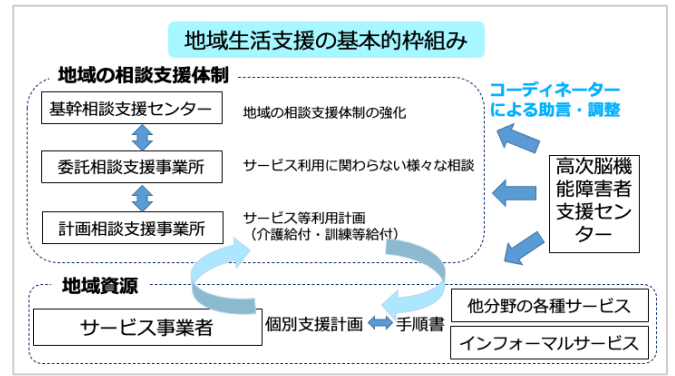 地域生活支援の基本的枠組み
地域の相談支援体制
基幹相談支援センター
地域の相談支援体制の強化
委託相談支援事業所
サービス利用に関わらない様々な相談
計画相談支援事業所
サービス等利用計画
（介護給付・訓練等給付）
コーディネーター
による助言・調整
高次脳機
能障害者
支援セン
ター
地域資源
サービス事業者
個別支援計画
手順書
他分野の各種サービス
インフォーマルサービス